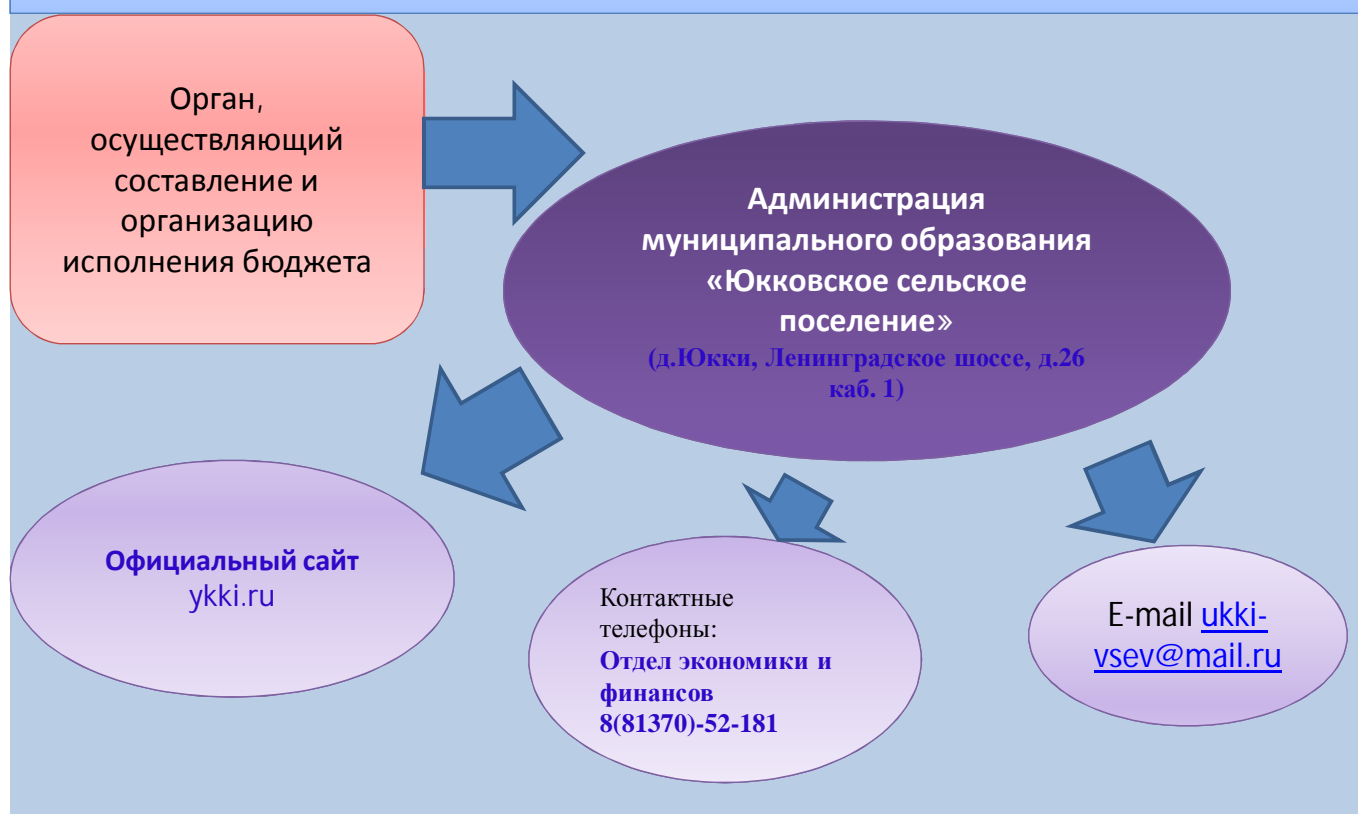 Орган,
осуществляющий
составление и
организацию
исполнения бюджета
Администрация
муниципального образования
«Юкковское сельское
поселение»
(д.Юкки, Ленинградское шоссе, д.26
каб. 1)
Официальный сайт
ykki.ru
Контактные
телефоны:
Отдел экономики и
финансов
8(81370)-52-181
E-mail ukki-
vsev@mail.ru